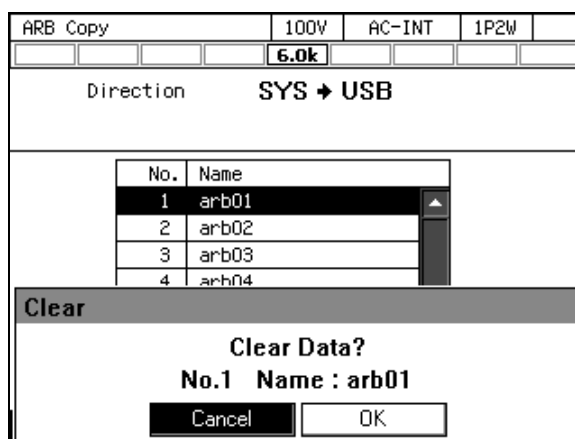 ARB Copy 100V AC-INT 1P2W
6.0k
Direction SYS → USB
No. Name
1 arb01
2 arb02
3 arb03
4 arb04
Clear
Clear Data?
No.1 Name : arb01
Cancel OK